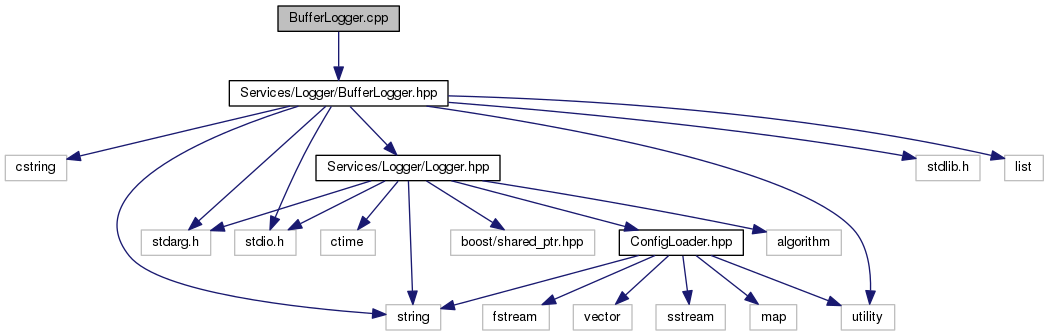 BufferLogger.cpp
Services/Logger/BufferLogger.hpp
cstring
Services/Logger/Logger.hpp
stdlib.h
list
stdarg.h
stdio.h
ctime
boost/shared_ptr.hpp
ConfigLoader.hpp
algorithm
string
fstream
vector
sstream
map
utility